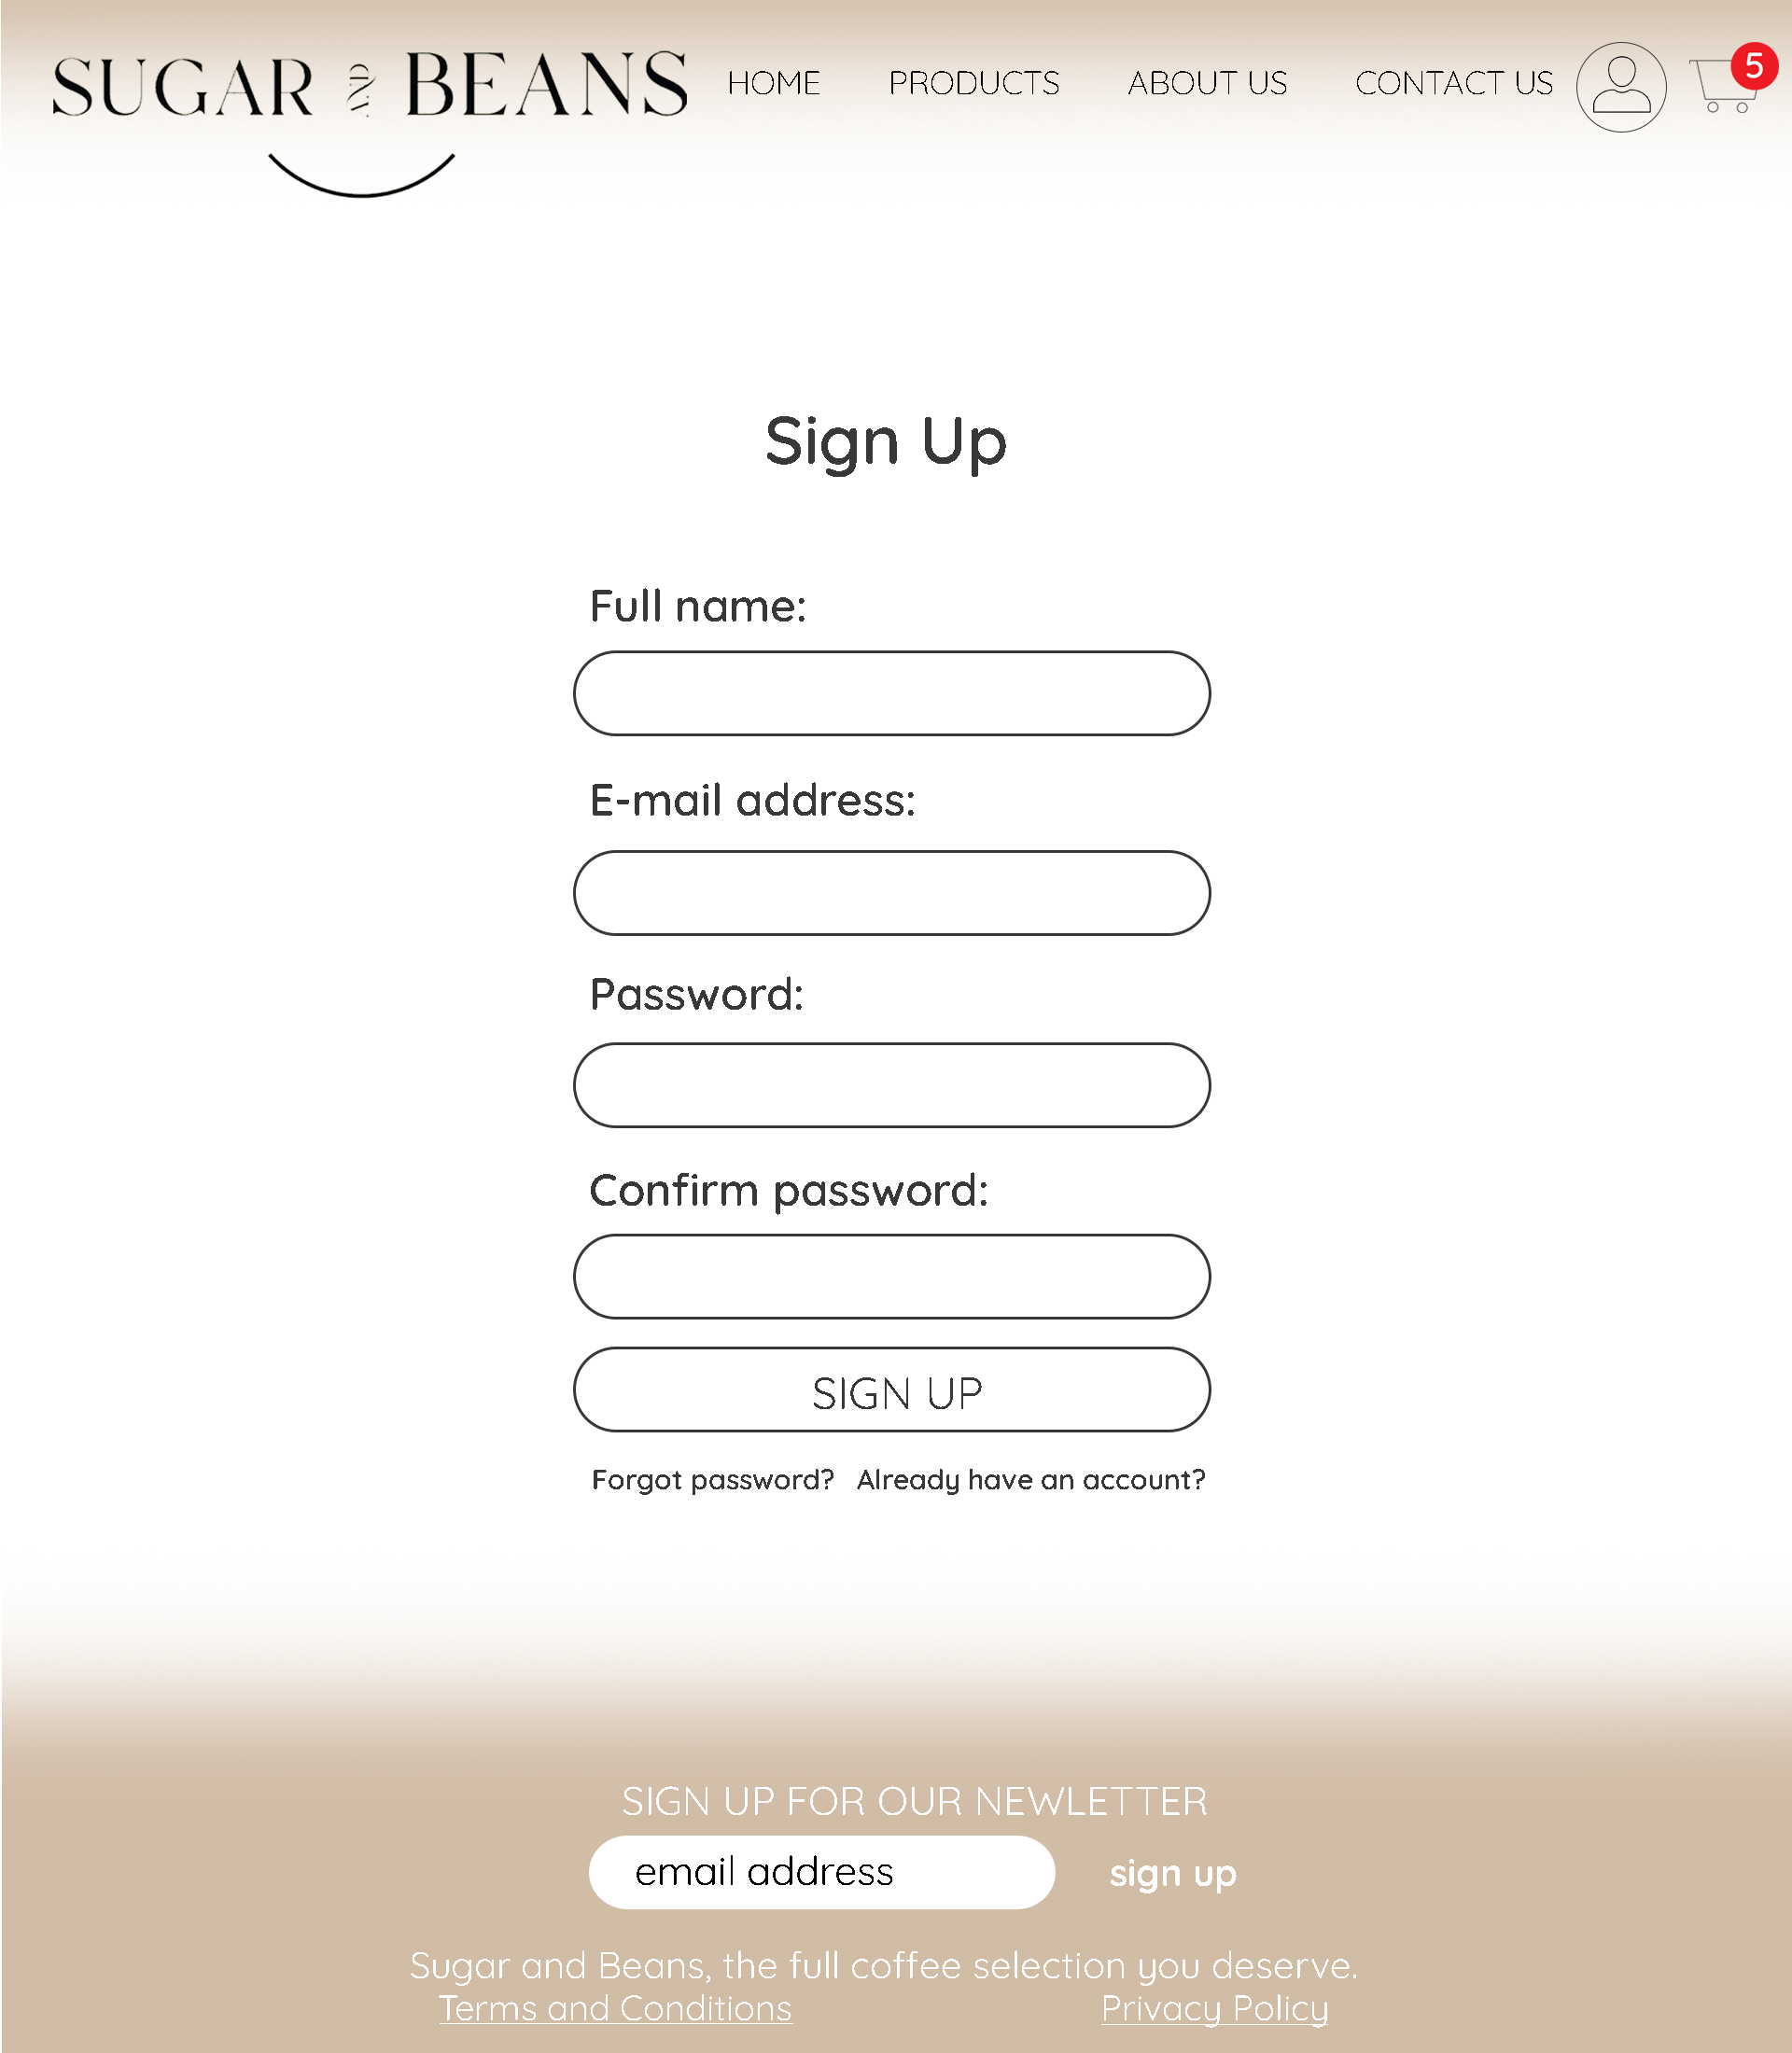 SUGAR AND BEANS
HOME PRODUCTS ABOUT US CONTACT US
5
Sign Up
Full name:
E-mail address:
Password:
Confirm password:
SIGN UP
Forgot password? Already have an account?
SIGN UP FOR OUR NEWLETTER
email address sign up
Sugar and Beans, the full coffee selection you deserve.
Terms and Conditions Privacy Policy